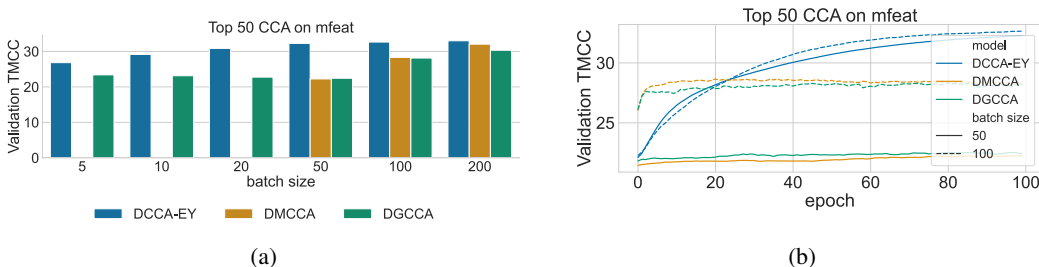 Top 50 CCA on mfeat
Validation TMCC
30
20
10
0
5
10
20
50
100
200
batch size
DCCA-EY
DMCCA
DGCCA
(a)
Top 50 CCA on mfeat
Validation TMCC
30
25
0
20
40
60
80
100
epoch
model
DCCA-EY
DMCCA
DGCCA
batch size
50
100
(b)